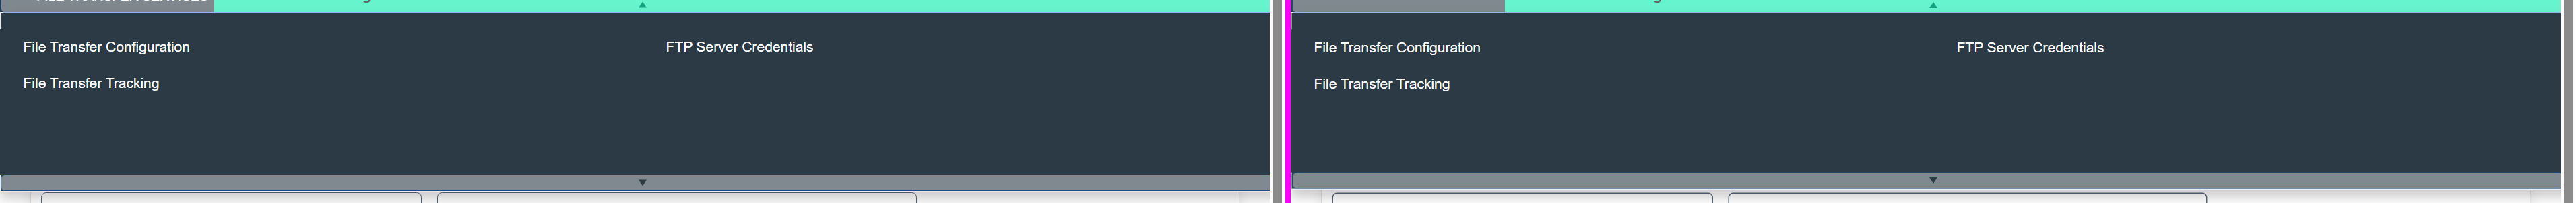 File Transfer Configuration
FTP Server Credentials
File Transfer Tracking
File Transfer Configuration
FTP Server Credentials
File Transfer Tracking